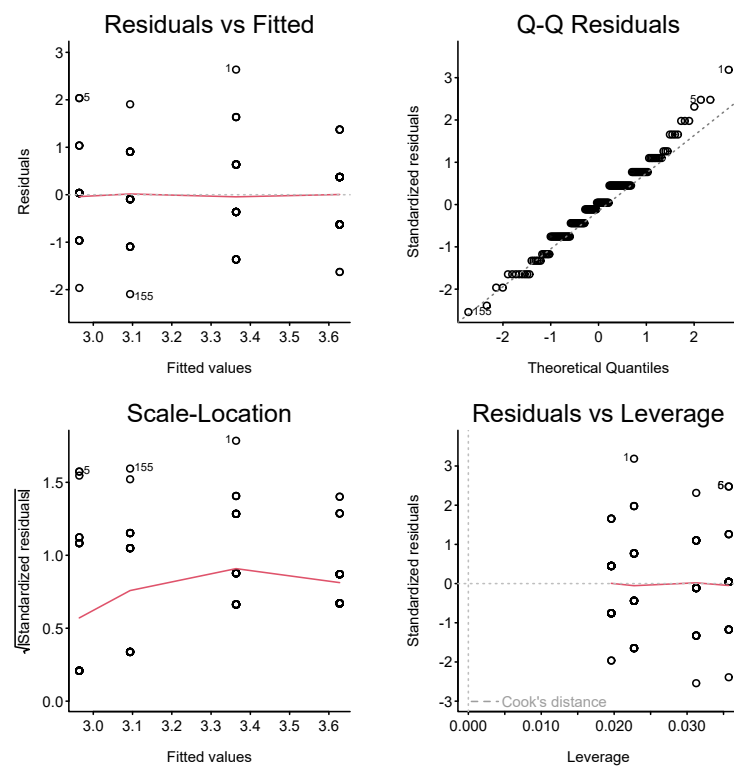 Residuals vs Fitted
Residuals
3
2
1
0
-1
-2
1
5
155
3.0 3.1 3.2 3.3 3.4 3.5 3.6
Fitted values
Q-Q Residuals
Standardized residuals
3
2
1
0
-1
-2
1
5
155
-2 -1 0 1 2
Theoretical Quantiles
Scale-Location
√|Standardized residuals|
1.5
1.0
0.5
0.0
1
5
155
3.0 3.1 3.2 3.3 3.4 3.5 3.6
Fitted values
Residuals vs Leverage
Standardized residuals
3
2
1
0
-1
-2
-3
1
5
Cook's distance
0.000 0.010 0.020 0.030
Leverage